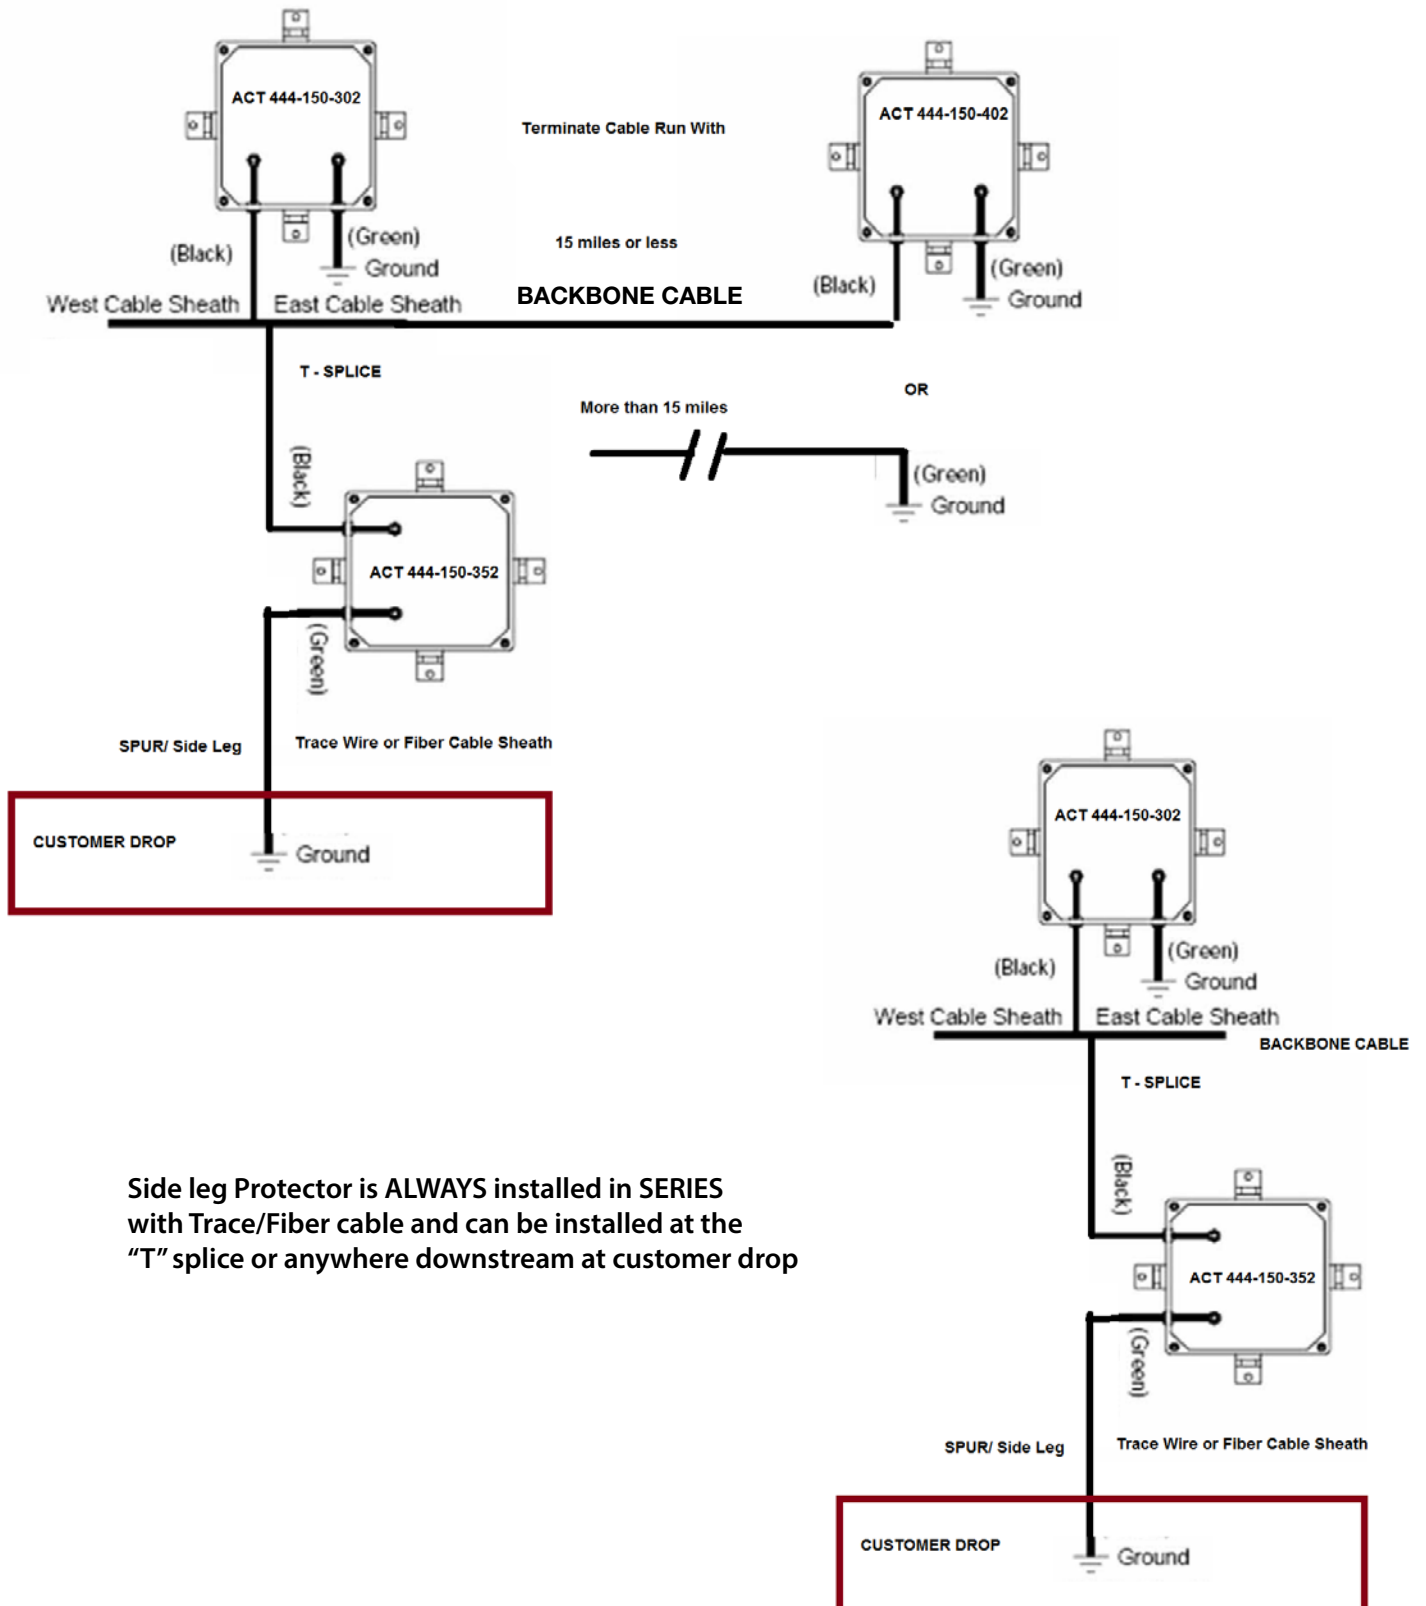 ACT 444-150-302
ACT 444-150-402
Terminate Cable Run With
(Black)
(Green)
Ground
15 miles or less
(Black)
(Green)
Ground
West Cable Sheath
East Cable Sheath
BACKBONE CABLE
T - SPLICE
OR
More than 15 miles
(Black)
(Green)
Ground
ACT 444-150-352
(Green)
SPUR/ Side Leg
Trace Wire or Fiber Cable Sheath
CUSTOMER DROP
Ground
ACT 444-150-302
(Black)
(Green)
Ground
West Cable Sheath
East Cable Sheath
BACKBONE CABLE
T - SPLICE
(Black)
Side leg Protector is ALWAYS installed in SERIES
with Trace/Fiber cable and can be installed at the
“T” splice or anywhere downstream at customer drop
ACT 444-150-352
(Green)
SPUR/ Side Leg
Trace Wire or Fiber Cable Sheath
CUSTOMER DROP
Ground